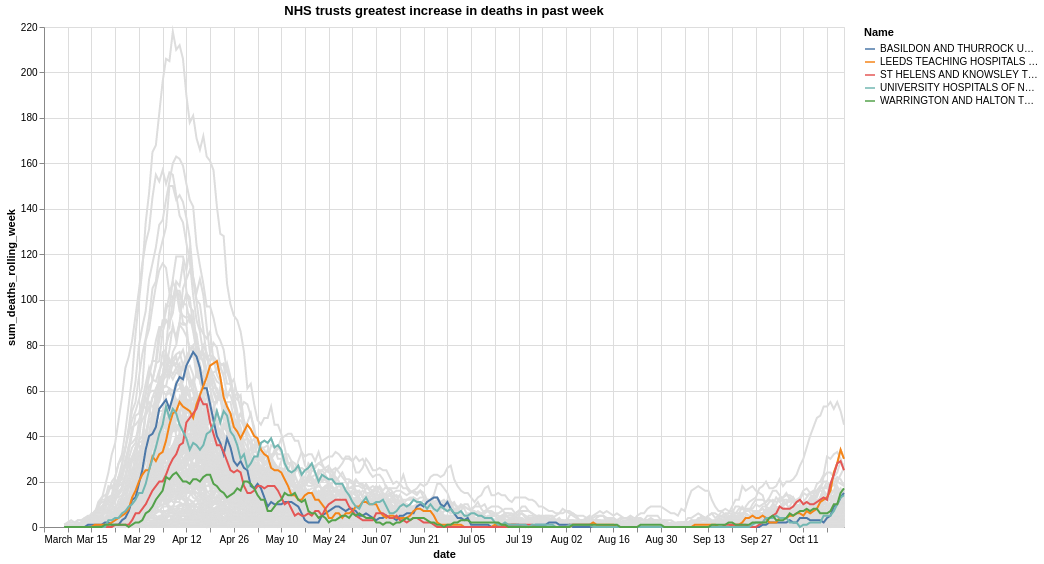 NHS trusts greatest increase in deaths in past week
220
200
180
160
140
120
100
80
60
40
20
0
sum_deaths_rolling_week
March Mar 15 Mar 29 Apr 12 Apr 26 May 10 May 24 Jun 07 Jun 21 Jul 05 Jul 19 Aug 02 Aug 16 Aug 30 Sep 13 Sep 27 Oct 11
date
Name
BASILDON AND THURROCK U…
LEEDS TEACHING HOSPITALS …
ST HELENS AND KNOWSLEY T…
UNIVERSITY HOSPITALS OF N…
WARRINGTON AND HALTON T…